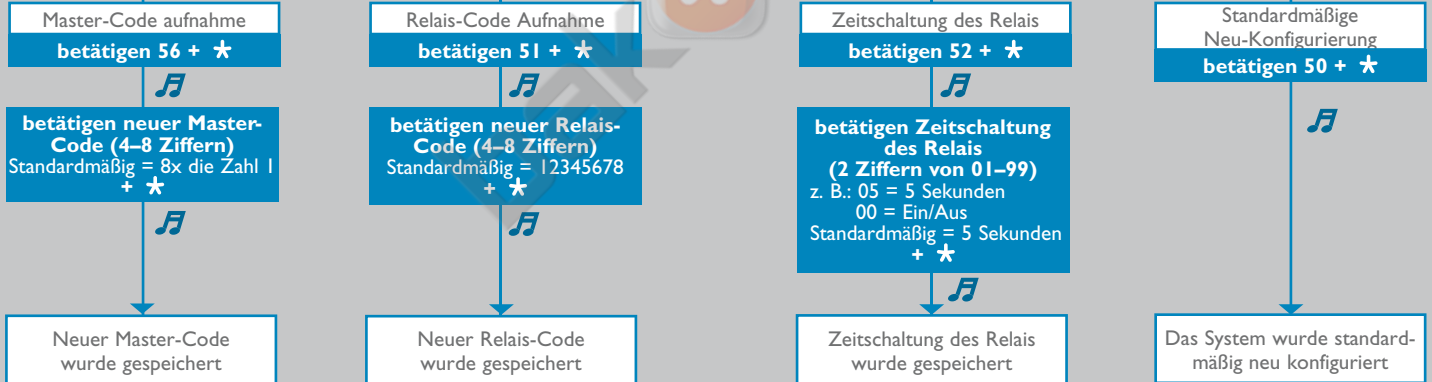 Master-Code aufnahme
betätigen 56 + *
betätigen neuer Master-
Code (4–8 Ziffern)
Standardmäßig = 8x die Zahl 1
+ *
Neuer Master-Code
wurde gespeichert
Relais-Code Aufnahme
betätigen 51 + *
betätigen neuer Relais-
Code (4–8 Ziffern)
Standardmäßig = 12345678
+ *
Neuer Relais-Code
wurde gespeichert
Zeitschaltung des Relais
betätigen 52 + *
betätigen Zeitschaltung
des Relais
(2 Ziffern von 01–99)
z. B.: 05 = 5 Sekunden
00 = Ein/Aus
Standardmäßig = 5 Sekunden
+ *
Zeitschaltung des Relais
wurde gespeichert
Standardmäßige
Neu-Konfigurierung
betätigen 50 + *
Das System wurde standard-
mäßig neu konfiguriert